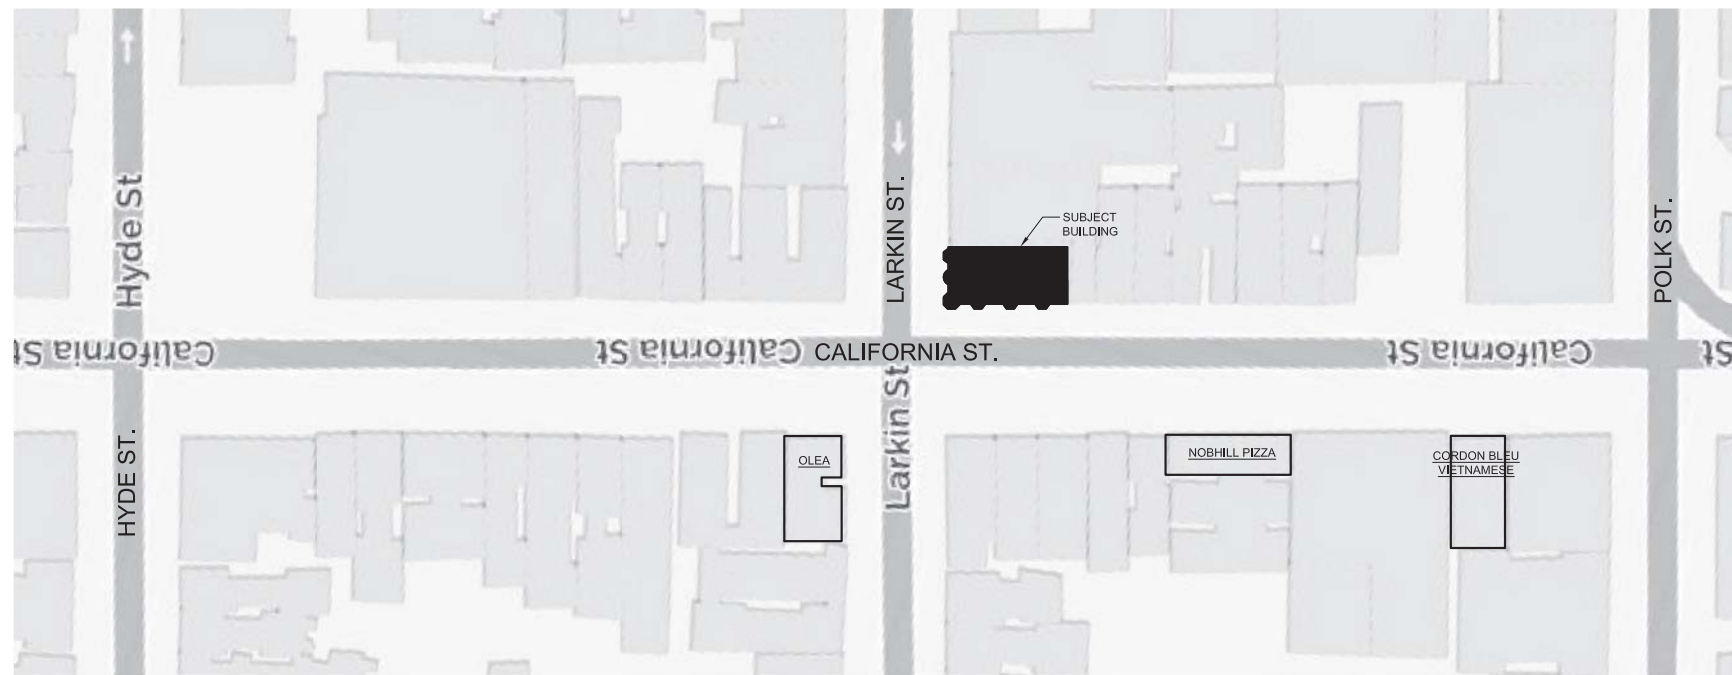 Hyde St
LARKIN ST.
SUBJECT
BUILDING
POLK ST.
California St
California St
CALIFORNIA ST.
California St
St
HYDE ST.
Larkin St
OLEA
NOBHILL PIZZA
CORDON BLEU
VIETNAMESE